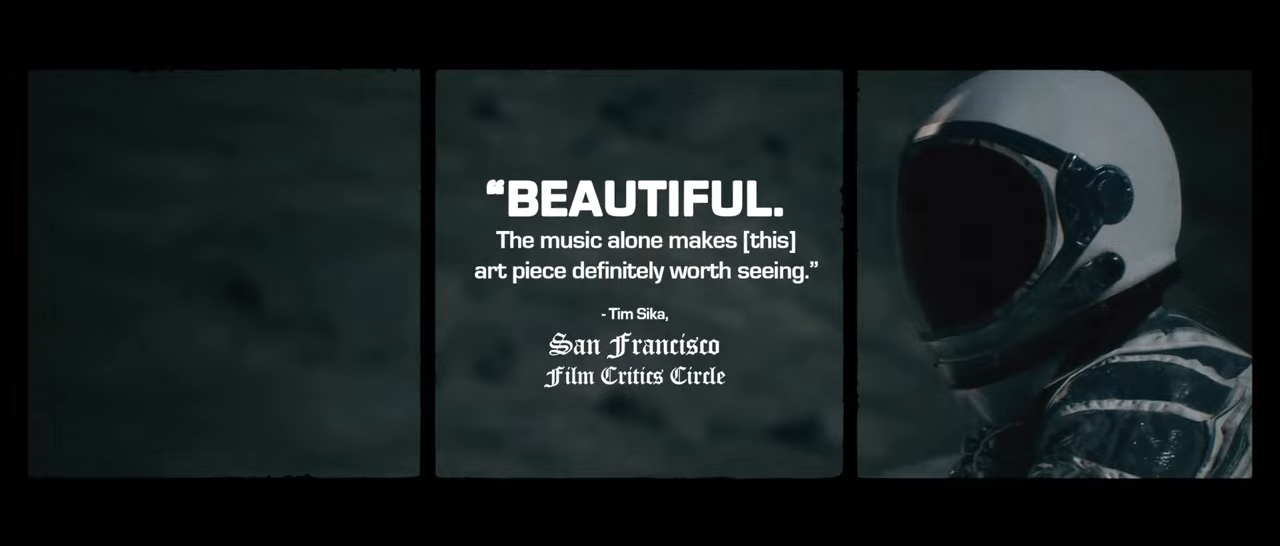 “BEAUTIFUL.
The music alone makes [this]
art piece definitely worth seeing.”
- Tim Sika,
San Francisco
Film Critics Circle